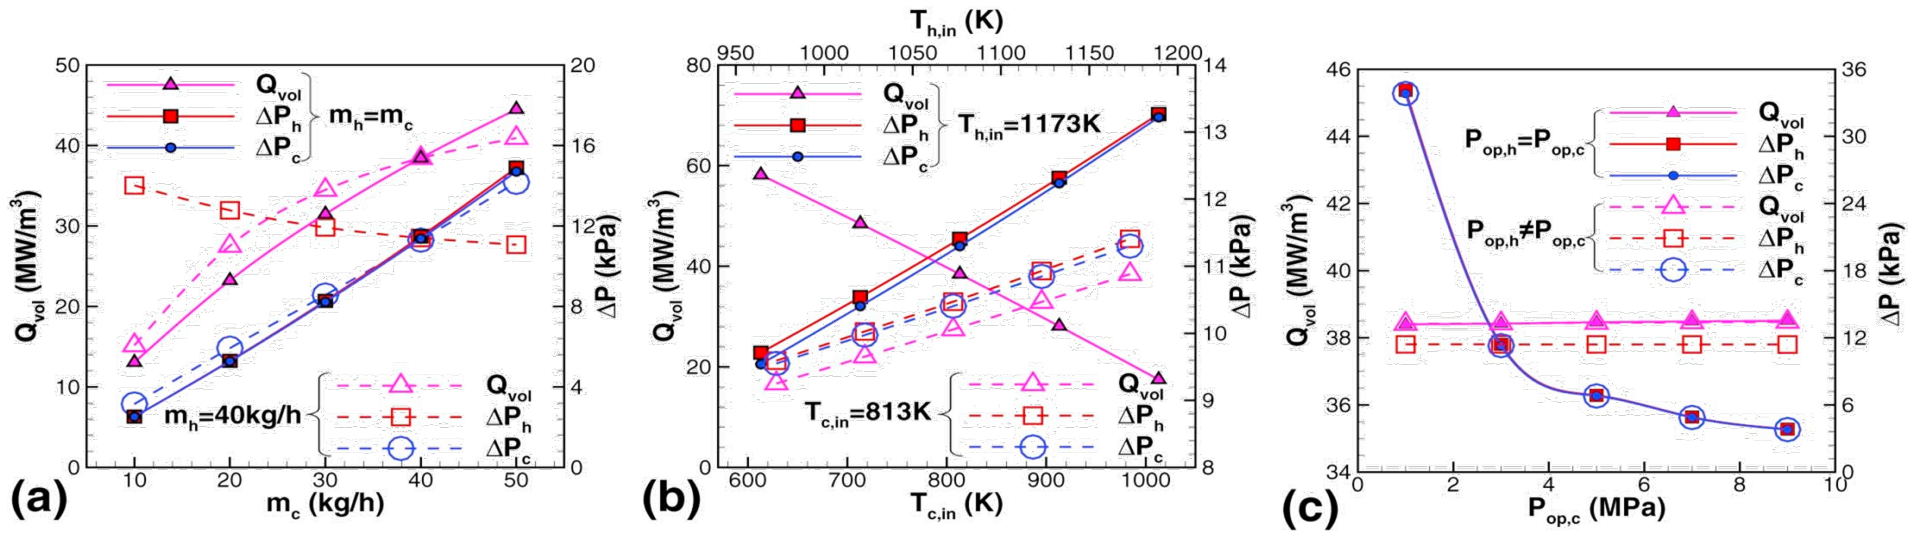 50
40
30
20
10
0
Q_vol (MW/m³)
20
16
12
8
4
0
ΔP (kPa)
Q_vol
ΔP_h
ΔP_c
m_h=m_c
m_h=40kg/h
Q_vol
ΔP_h
ΔP_c
10 20 30 40 50
m_c (kg/h)
(a)
T_h,in (K)
950 1000 1050 1100 1150 1200
80
60
40
20
0
Q_vol (MW/m³)
14
13
12
11
10
9
8
ΔP (kPa)
Q_vol
ΔP_h
ΔP_c
T_h,in=1173K
T_c,in=813K
Q_vol
ΔP_h
ΔP_c
600 700 800 900 1000
T_c,in (K)
(b)
46
44
42
40
38
36
34
Q_vol (MW/m³)
36
30
24
18
12
6
0
ΔP (kPa)
P_op,h=P_op,c
Q_vol
ΔP_h
ΔP_c
P_op,h≠P_op,c
Q_vol
ΔP_h
ΔP_c
0 2 4 6 8 10
P_op,c (MPa)
(c)